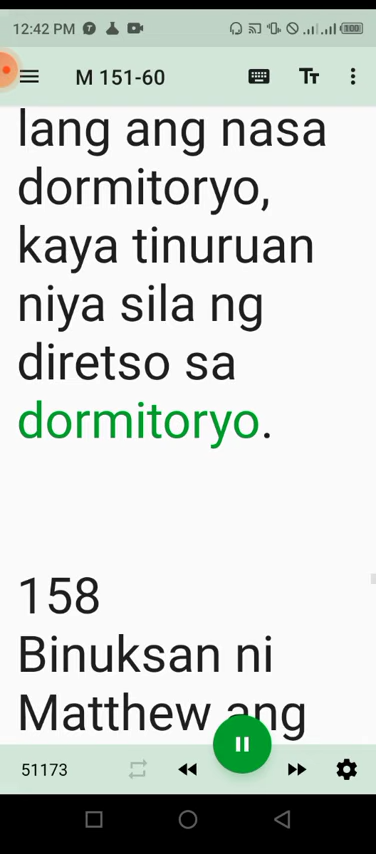 12:42 PM
100
M 151-60
lang ang nasa
dormitoryo,
kaya tinuruan
niya sila ng
diretso sa
dormitoryo.
158
Binuksan ni
Matthew ang
51173